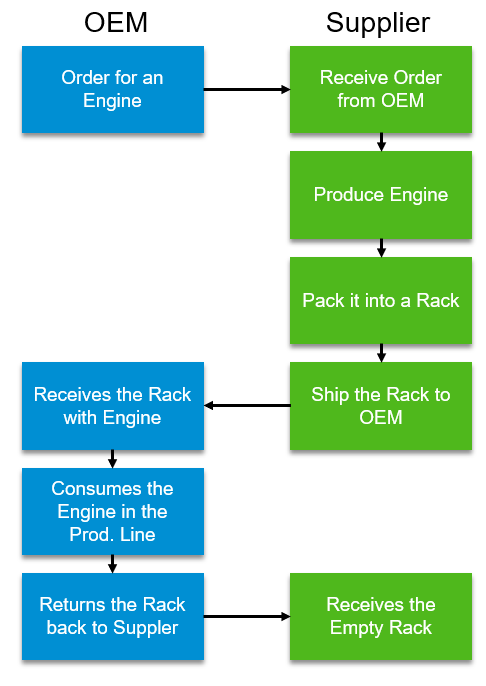 OEM
Supplier
Order for an
Engine
Receive Order
from OEM
Produce Engine
Pack it into a Rack
Ship the Rack to
OEM
Receives the Rack
with Engine
Consumes the
Engine in the
Prod. Line
Returns the Rack
back to Suppler
Receives the
Empty Rack